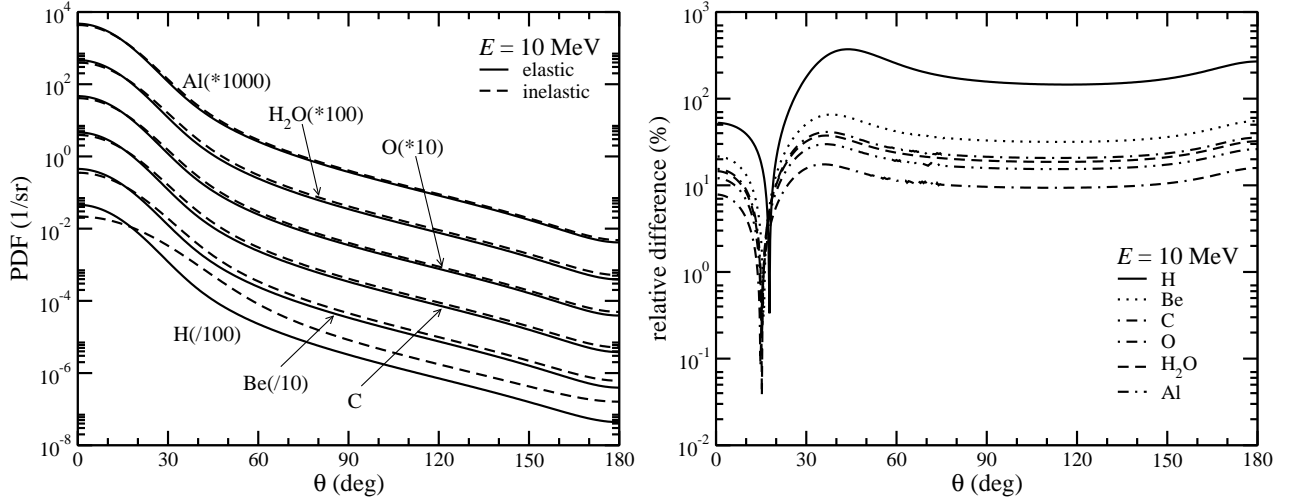 10^4
10^2
10^0
10^-2
10^-4
10^-6
10^-8
PDF (1/sr)
E = 10 MeV
elastic
inelastic
Al(*1000)
H₂O(*100)
O(*10)
H(/100)
Be(/10)
C
0 30 60 90 120 150 180
θ (deg)
10^4
10^3
10^2
10^1
10^0
10^-1
10^-2
relative difference (%)
E = 10 MeV
H
Be
C
O
H₂O
Al
0 30 60 90 120 150 180
θ (deg)